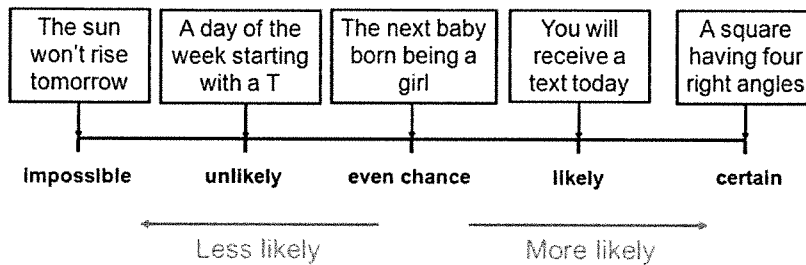 The sun
won't rise
tomorrow
A day of the
week starting
with a T
The next baby
born being a
girl
You will
receive a
text today
A square
having four
right angles
impossible
unlikely
even chance
likely
certain
Less likely
More likely